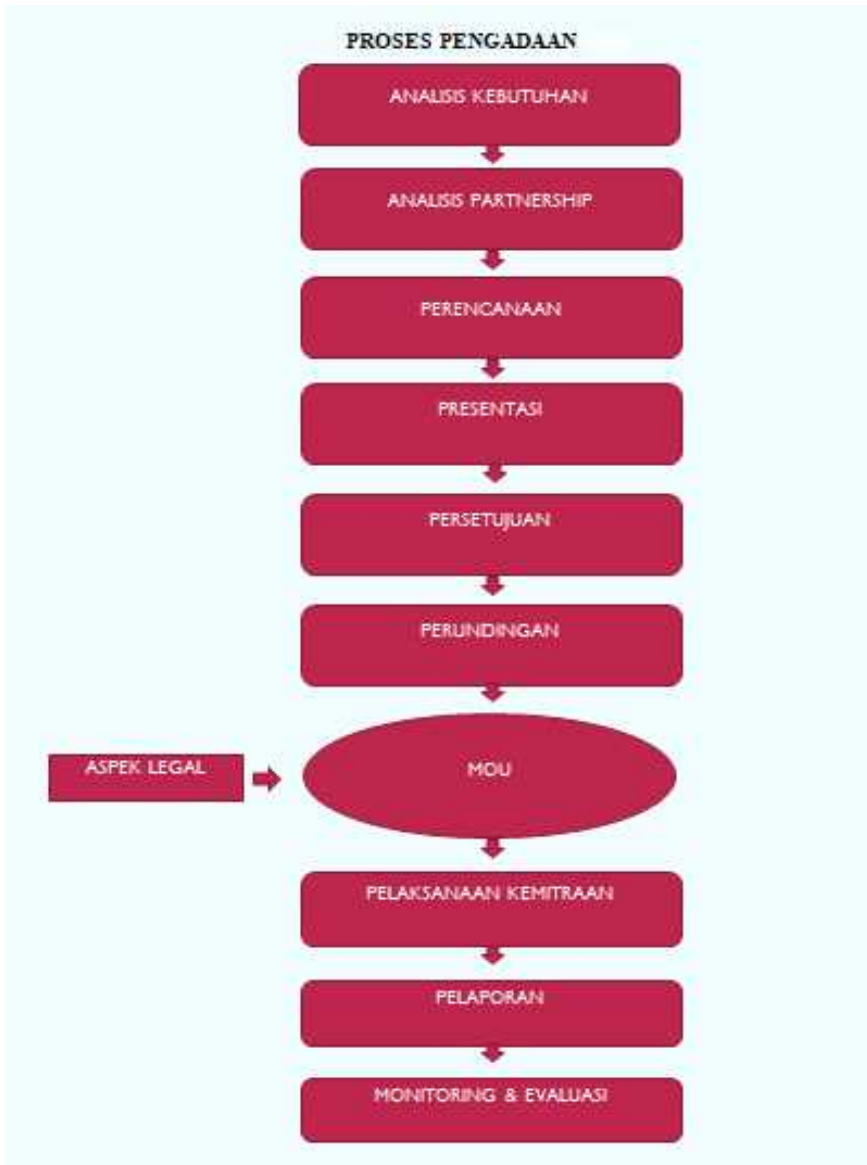 PROSES PENGADAAN
ANALISIS KEBUTUHAN
ANALISIS PARTNERSHIP
PERENCANAAN
PRESENTASI
PERSETUJUAN
PERUNDINGAN
ASPEK LEGAL
MOU
PELAKSANAAN KEMITRAAN
PELAPORAN
MONITORING & EVALUASI